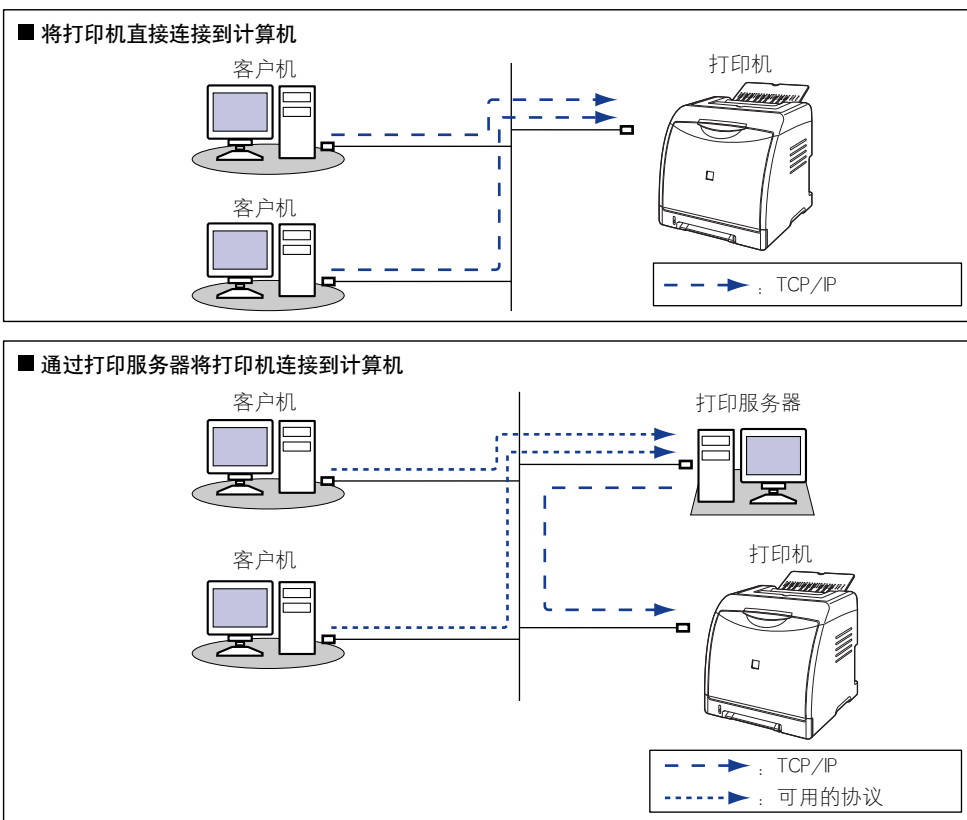 ■ 将打印机直接连接到计算机
客户机
打印机
客户机
：TCP/IP
■ 通过打印服务器将打印机连接到计算机
客户机
打印服务器
客户机
打印机
：TCP/IP
：可用的协议